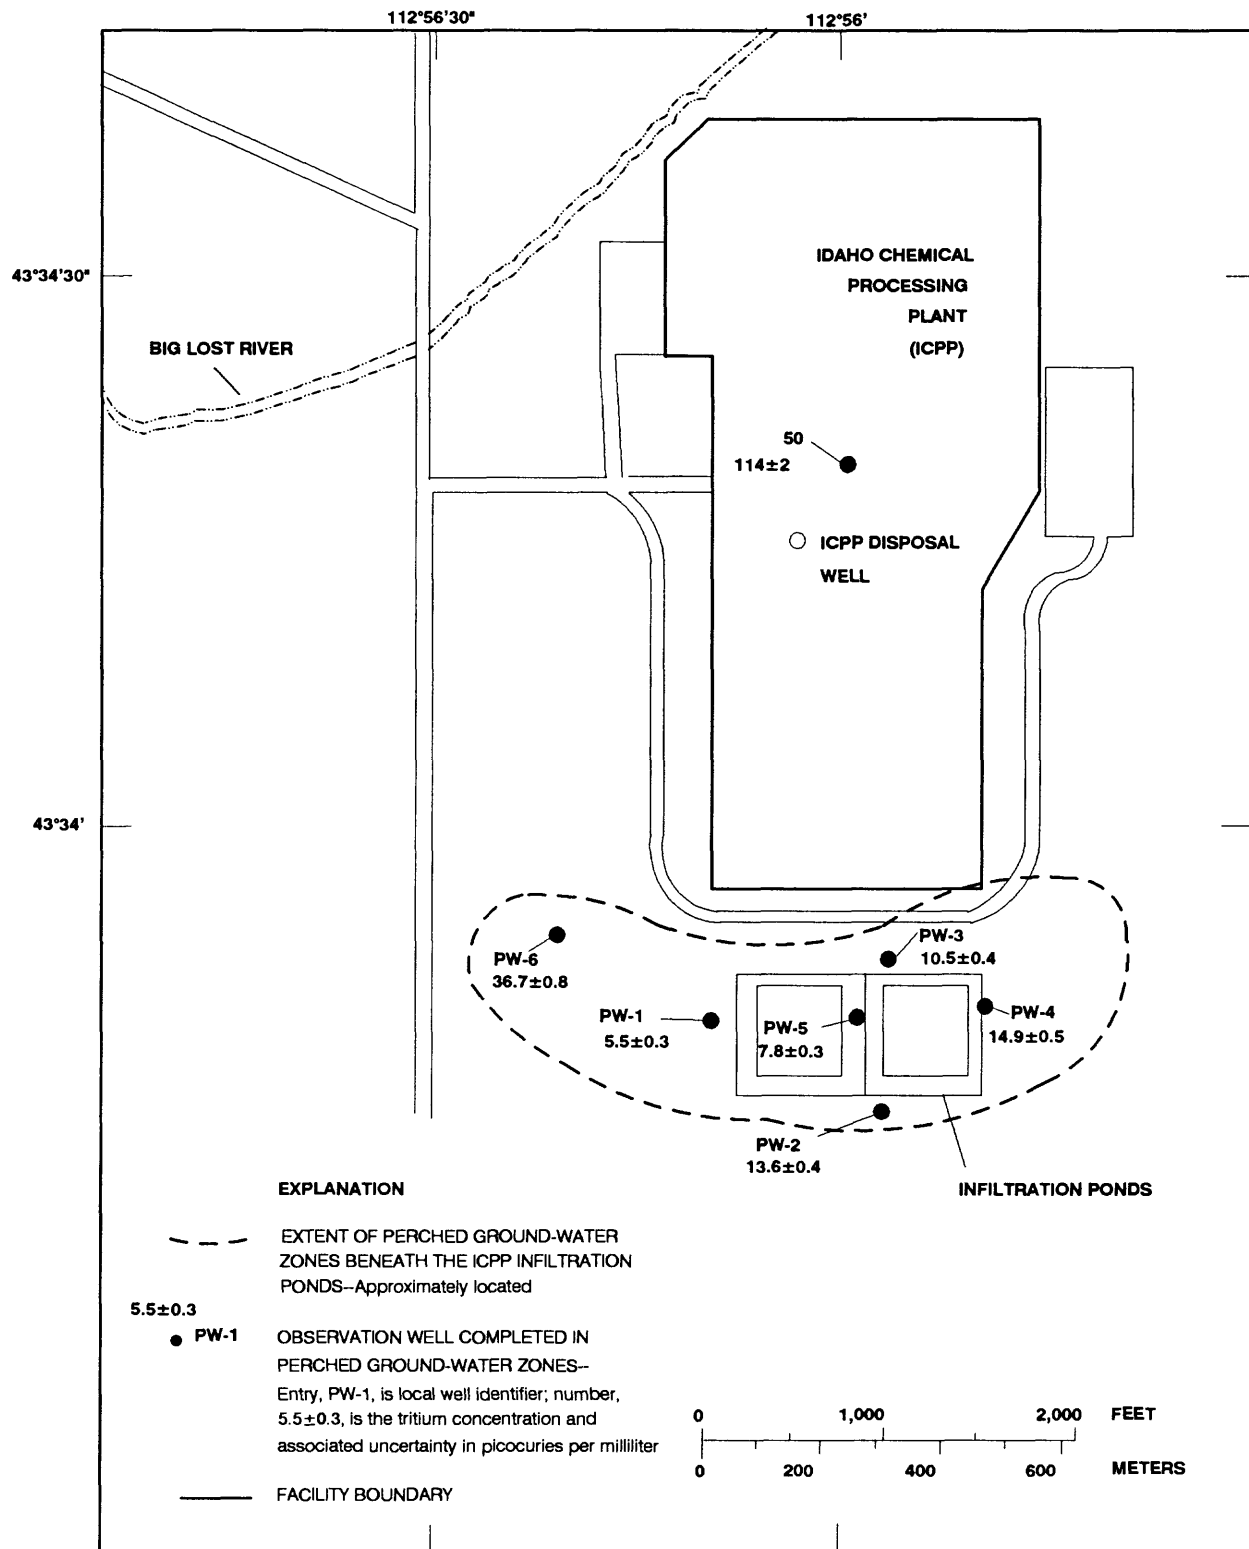 112°56'30"
112°56'
43°34'30"
IDAHO CHEMICAL
PROCESSING
PLANT
(ICPP)
BIG LOST RIVER
50
114±2
ICPP DISPOSAL
WELL
43°34'
PW-3
10.5±0.4
PW-6
36.7±0.8
PW-1
5.5±0.3
PW-5
7.8±0.3
PW-4
14.9±0.5
PW-2
13.6±0.4
INFILTRATION PONDS
EXPLANATION
EXTENT OF PERCHED GROUND-WATER
ZONES BENEATH THE ICPP INFILTRATION
PONDS--Approximately located
5.5±0.3
PW-1
OBSERVATION WELL COMPLETED IN
PERCHED GROUND-WATER ZONES--
Entry, PW-1, is local well identifier; number,
5.5±0.3, is the tritium concentration and
associated uncertainty in picocuries per milliliter
FACILITY BOUNDARY
0 1,000 2,000 FEET
0 200 400 600 METERS